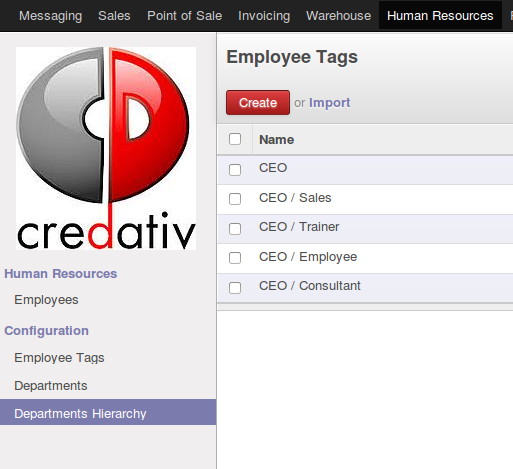 Messaging Sales Point of Sale Invoicing Warehouse Human Resources
credativ
Human Resources
Employees
Configuration
Employee Tags
Departments
Departments Hierarchy
Employee Tags
Create or Import
Name
CEO
CEO / Sales
CEO / Trainer
CEO / Employee
CEO / Consultant